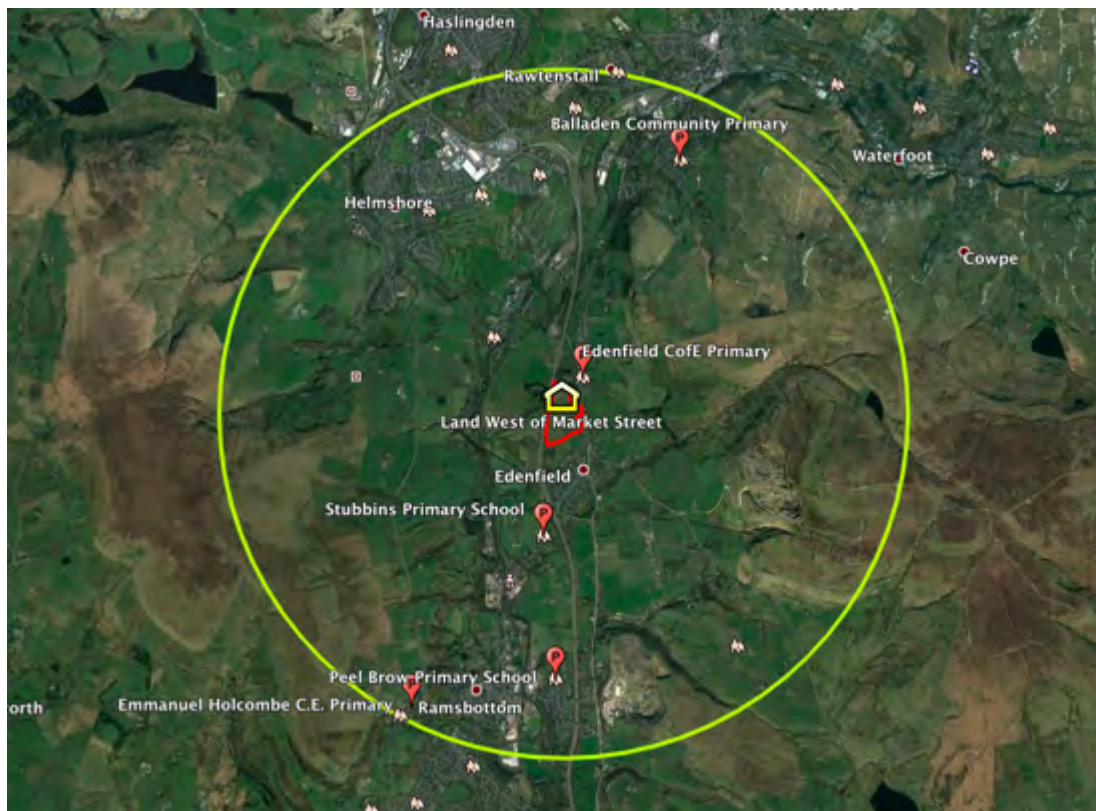 Haslingden
Rawtenstall
Balladen Community Primary
P
Waterfoot
Helmshore
Cowpe
Edenfield CofE Primary
Land West of Market Street
Edenfield
Stubbins Primary School
P
P
Peel Brow Primary School
Emmanuel Holcombe C.E. Primary
Ramsbottom
orth